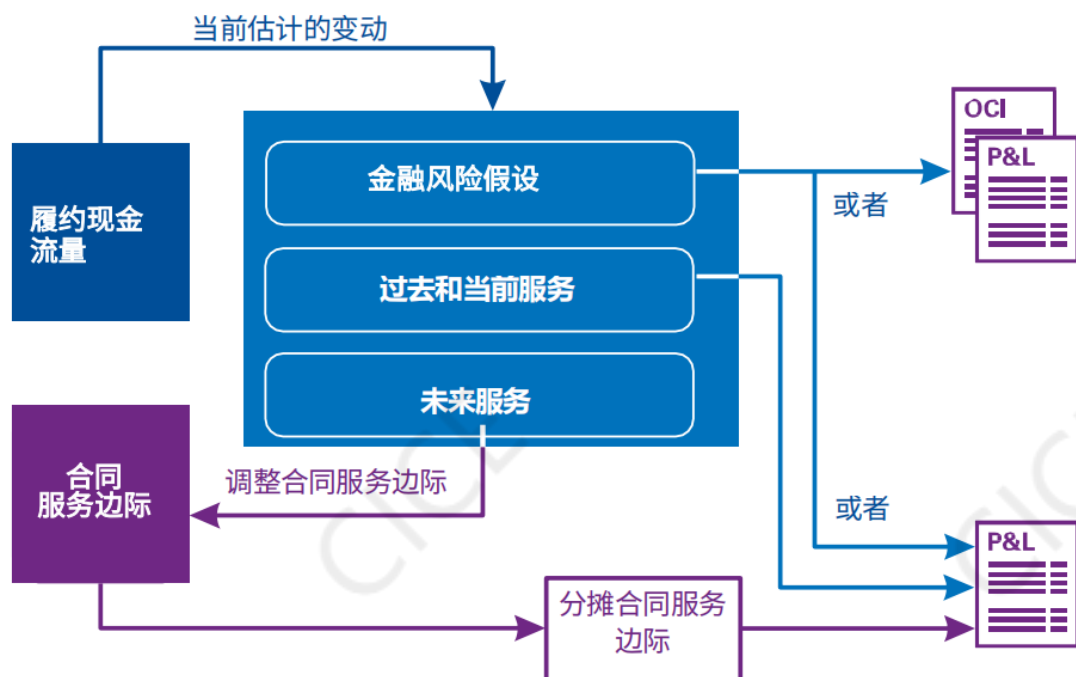 当前估计的变动
OCI
P&L
金融风险假设
或者
履约现金
流量
过去和当前服务
未来服务
合同
服务边际
调整合同服务边际
或者
P&L
分摊合同服务
边际